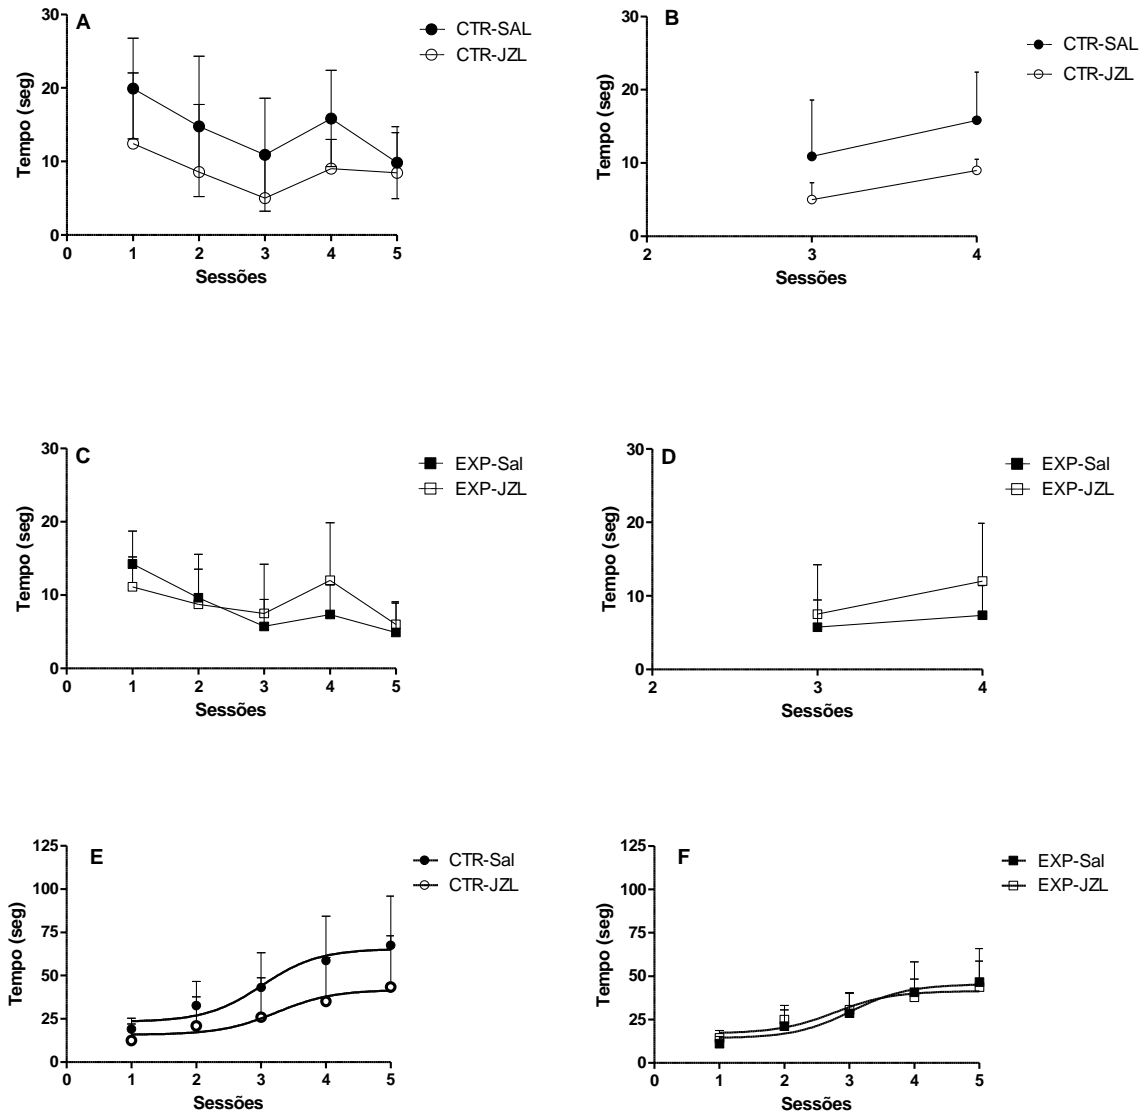 A
CTR-SAL
CTR-JZL
Tempo (seg)
30
20
10
0
0 1 2 3 4 5
Sessões
B
CTR-SAL
CTR-JZL
Tempo (seg)
30
20
10
0
2 3 4
Sessões
C
EXP-Sal
EXP-JZL
Tempo (seg)
30
20
10
0
0 1 2 3 4 5
Sessões
D
EXP-Sal
EXP-JZL
Tempo (seg)
30
20
10
0
2 3 4
Sessões
E
CTR-Sal
CTR-JZL
Tempo (seg)
125
100
75
50
25
0
0 1 2 3 4 5
Sessões
F
EXP-Sal
EXP-JZL
Tempo (seg)
125
100
75
50
25
0
0 1 2 3 4 5
Sessões